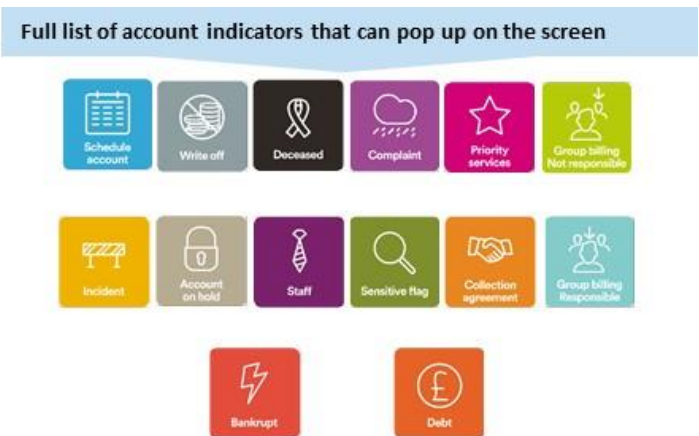 Full list of account indicators that can pop up on the screen
Schedule
account
Write off
Deceased
Complaint
Priority
services
Group billing
Not responsible
Incident
Account
on hold
Staff
Sensitive flag
Collection
agreement
Group billing
Responsible
Bankrupt
£
Debt